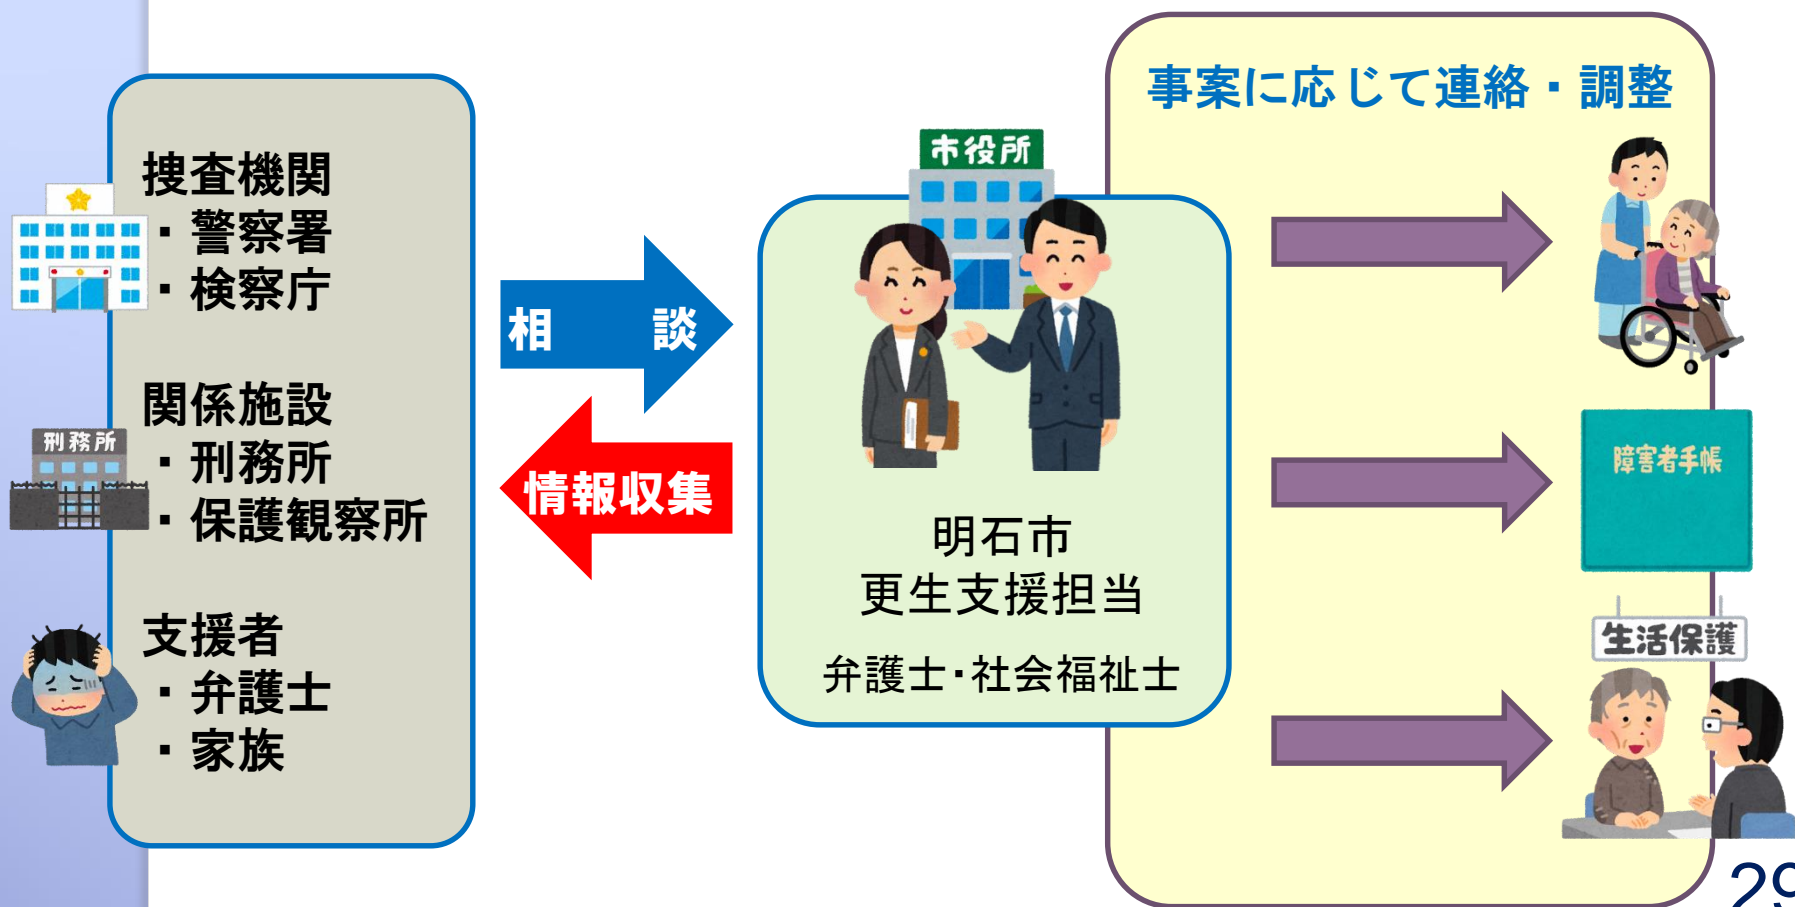 事案に応じて連絡・調整
市役所
捜査機関
・警察署
・検察庁
相 談
関係施設
刑務所
・刑務所
・保護観察所
情報収集
障害者手帳
明石市
更生支援担当
弁護士・社会福祉士
支援者
・弁護士
・家族
生活保護
29